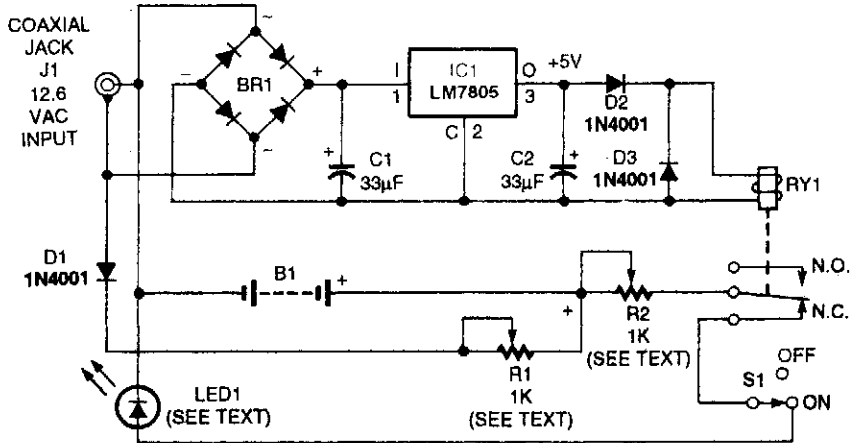 COAXIAL
JACK
J1
12.6
VAC
INPUT
~
−
BR1
+
~
I
1
IC1
LM7805
O
3
C
2
+5V
D2
1N4001
+
C1
33µF
C2
+
33µF
D3
1N4001
RY1
D1
1N4001
B1
+
+
R2
1K
(SEE TEXT)
N.O.
N.C.
R1
1K
(SEE TEXT)
OFF
S1
ON
LED1
(SEE TEXT)